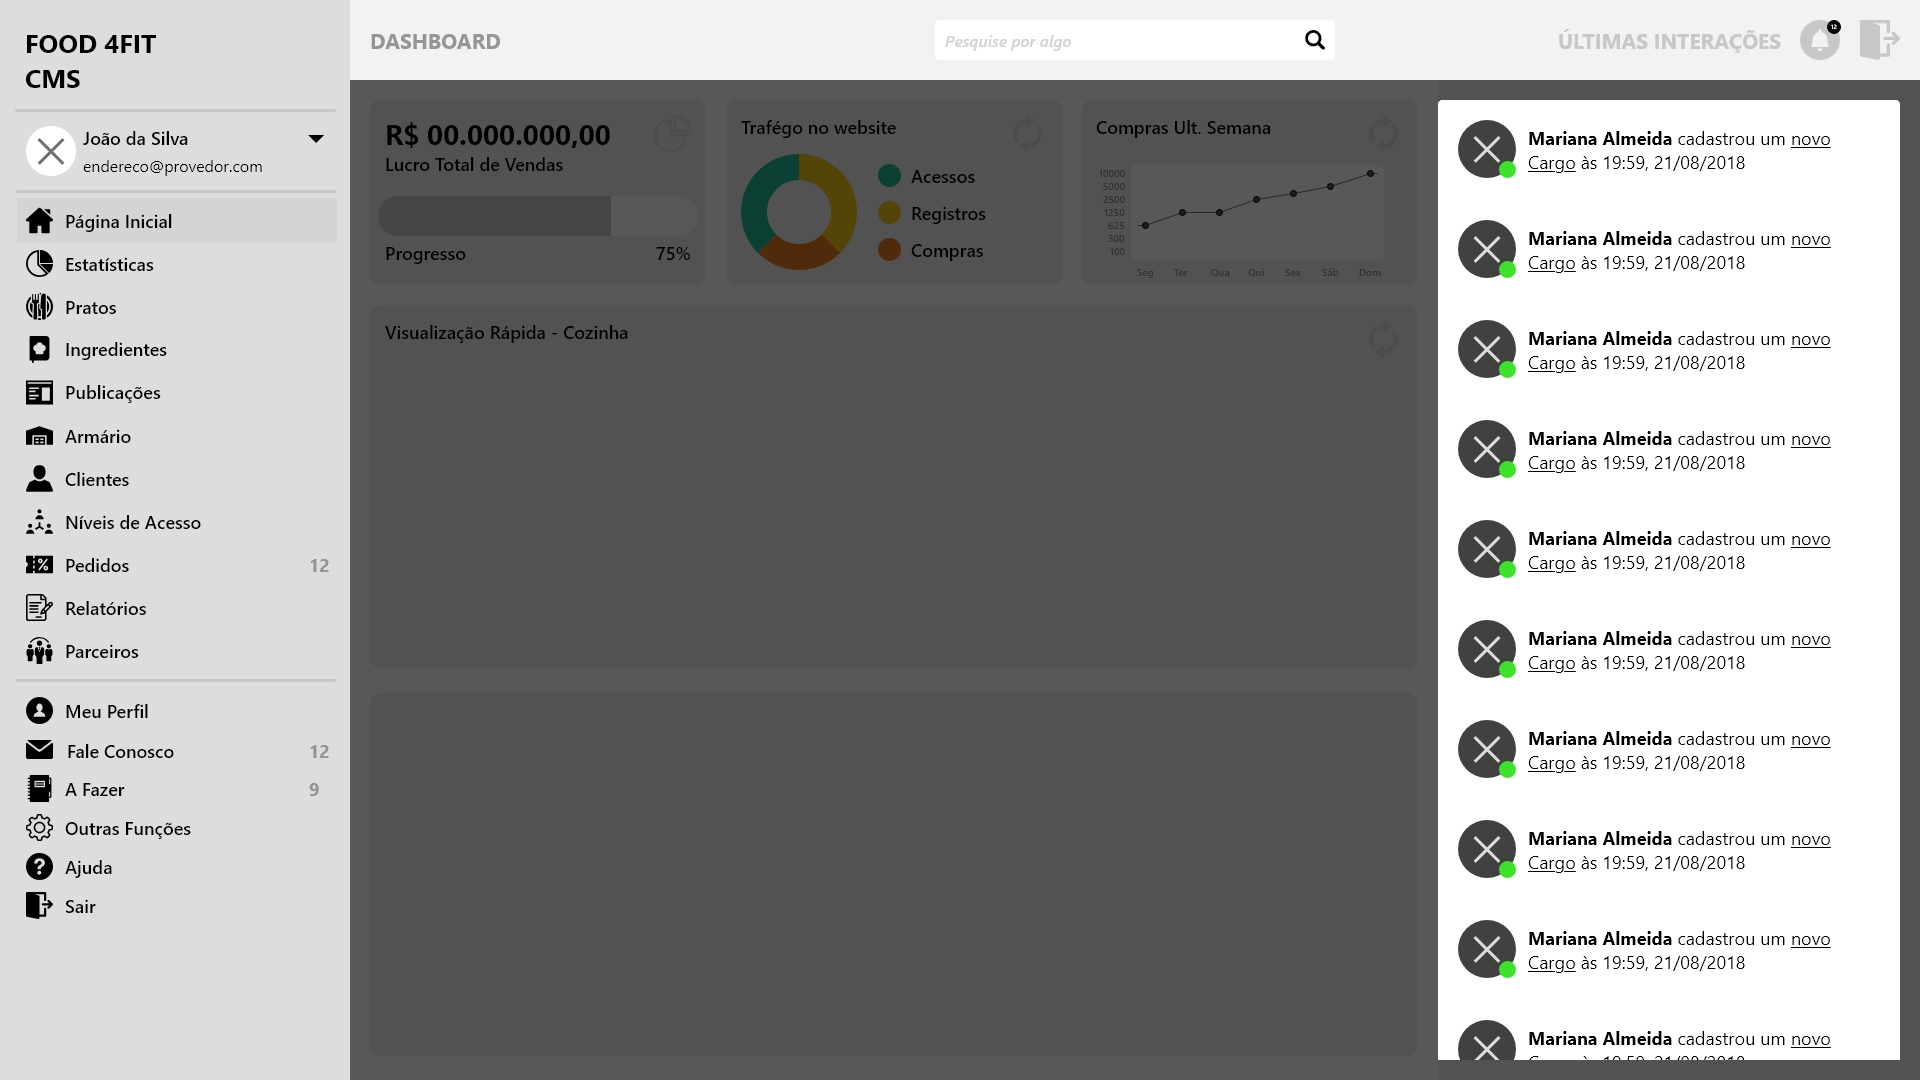 FOOD 4FIT
CMS
João da Silva
endereco@provedor.com
Página Inicial
Estatísticas
Pratos
Ingredientes
Publicações
Armário
Clientes
Níveis de Acesso
Pedidos 12
Relatórios
Parceiros
Meu Perfil
Fale Conosco 12
A Fazer 9
Outras Funções
Ajuda
Sair
DASHBOARD
Pesquise por algo
ÚLTIMAS INTERAÇÕES
12
R$ 00.000.000,00
Lucro Total de Vendas
Progresso 75%
Trafégo no website
Acessos
Registros
Compras
Compras Ult. Semana
10000
5000
2500
1250
625
300
100
Seg Ter Qua Qui Sex Sáb Dom
Visualização Rápida - Cozinha
Mariana Almeida cadastrou um novo
Cargo às 19:59, 21/08/2018
Mariana Almeida cadastrou um novo
Cargo às 19:59, 21/08/2018
Mariana Almeida cadastrou um novo
Cargo às 19:59, 21/08/2018
Mariana Almeida cadastrou um novo
Cargo às 19:59, 21/08/2018
Mariana Almeida cadastrou um novo
Cargo às 19:59, 21/08/2018
Mariana Almeida cadastrou um novo
Cargo às 19:59, 21/08/2018
Mariana Almeida cadastrou um novo
Cargo às 19:59, 21/08/2018
Mariana Almeida cadastrou um novo
Cargo às 19:59, 21/08/2018
Mariana Almeida cadastrou um novo
Cargo às 19:59, 21/08/2018
Mariana Almeida cadastrou um novo
Cargo às 19:59, 21/08/2018